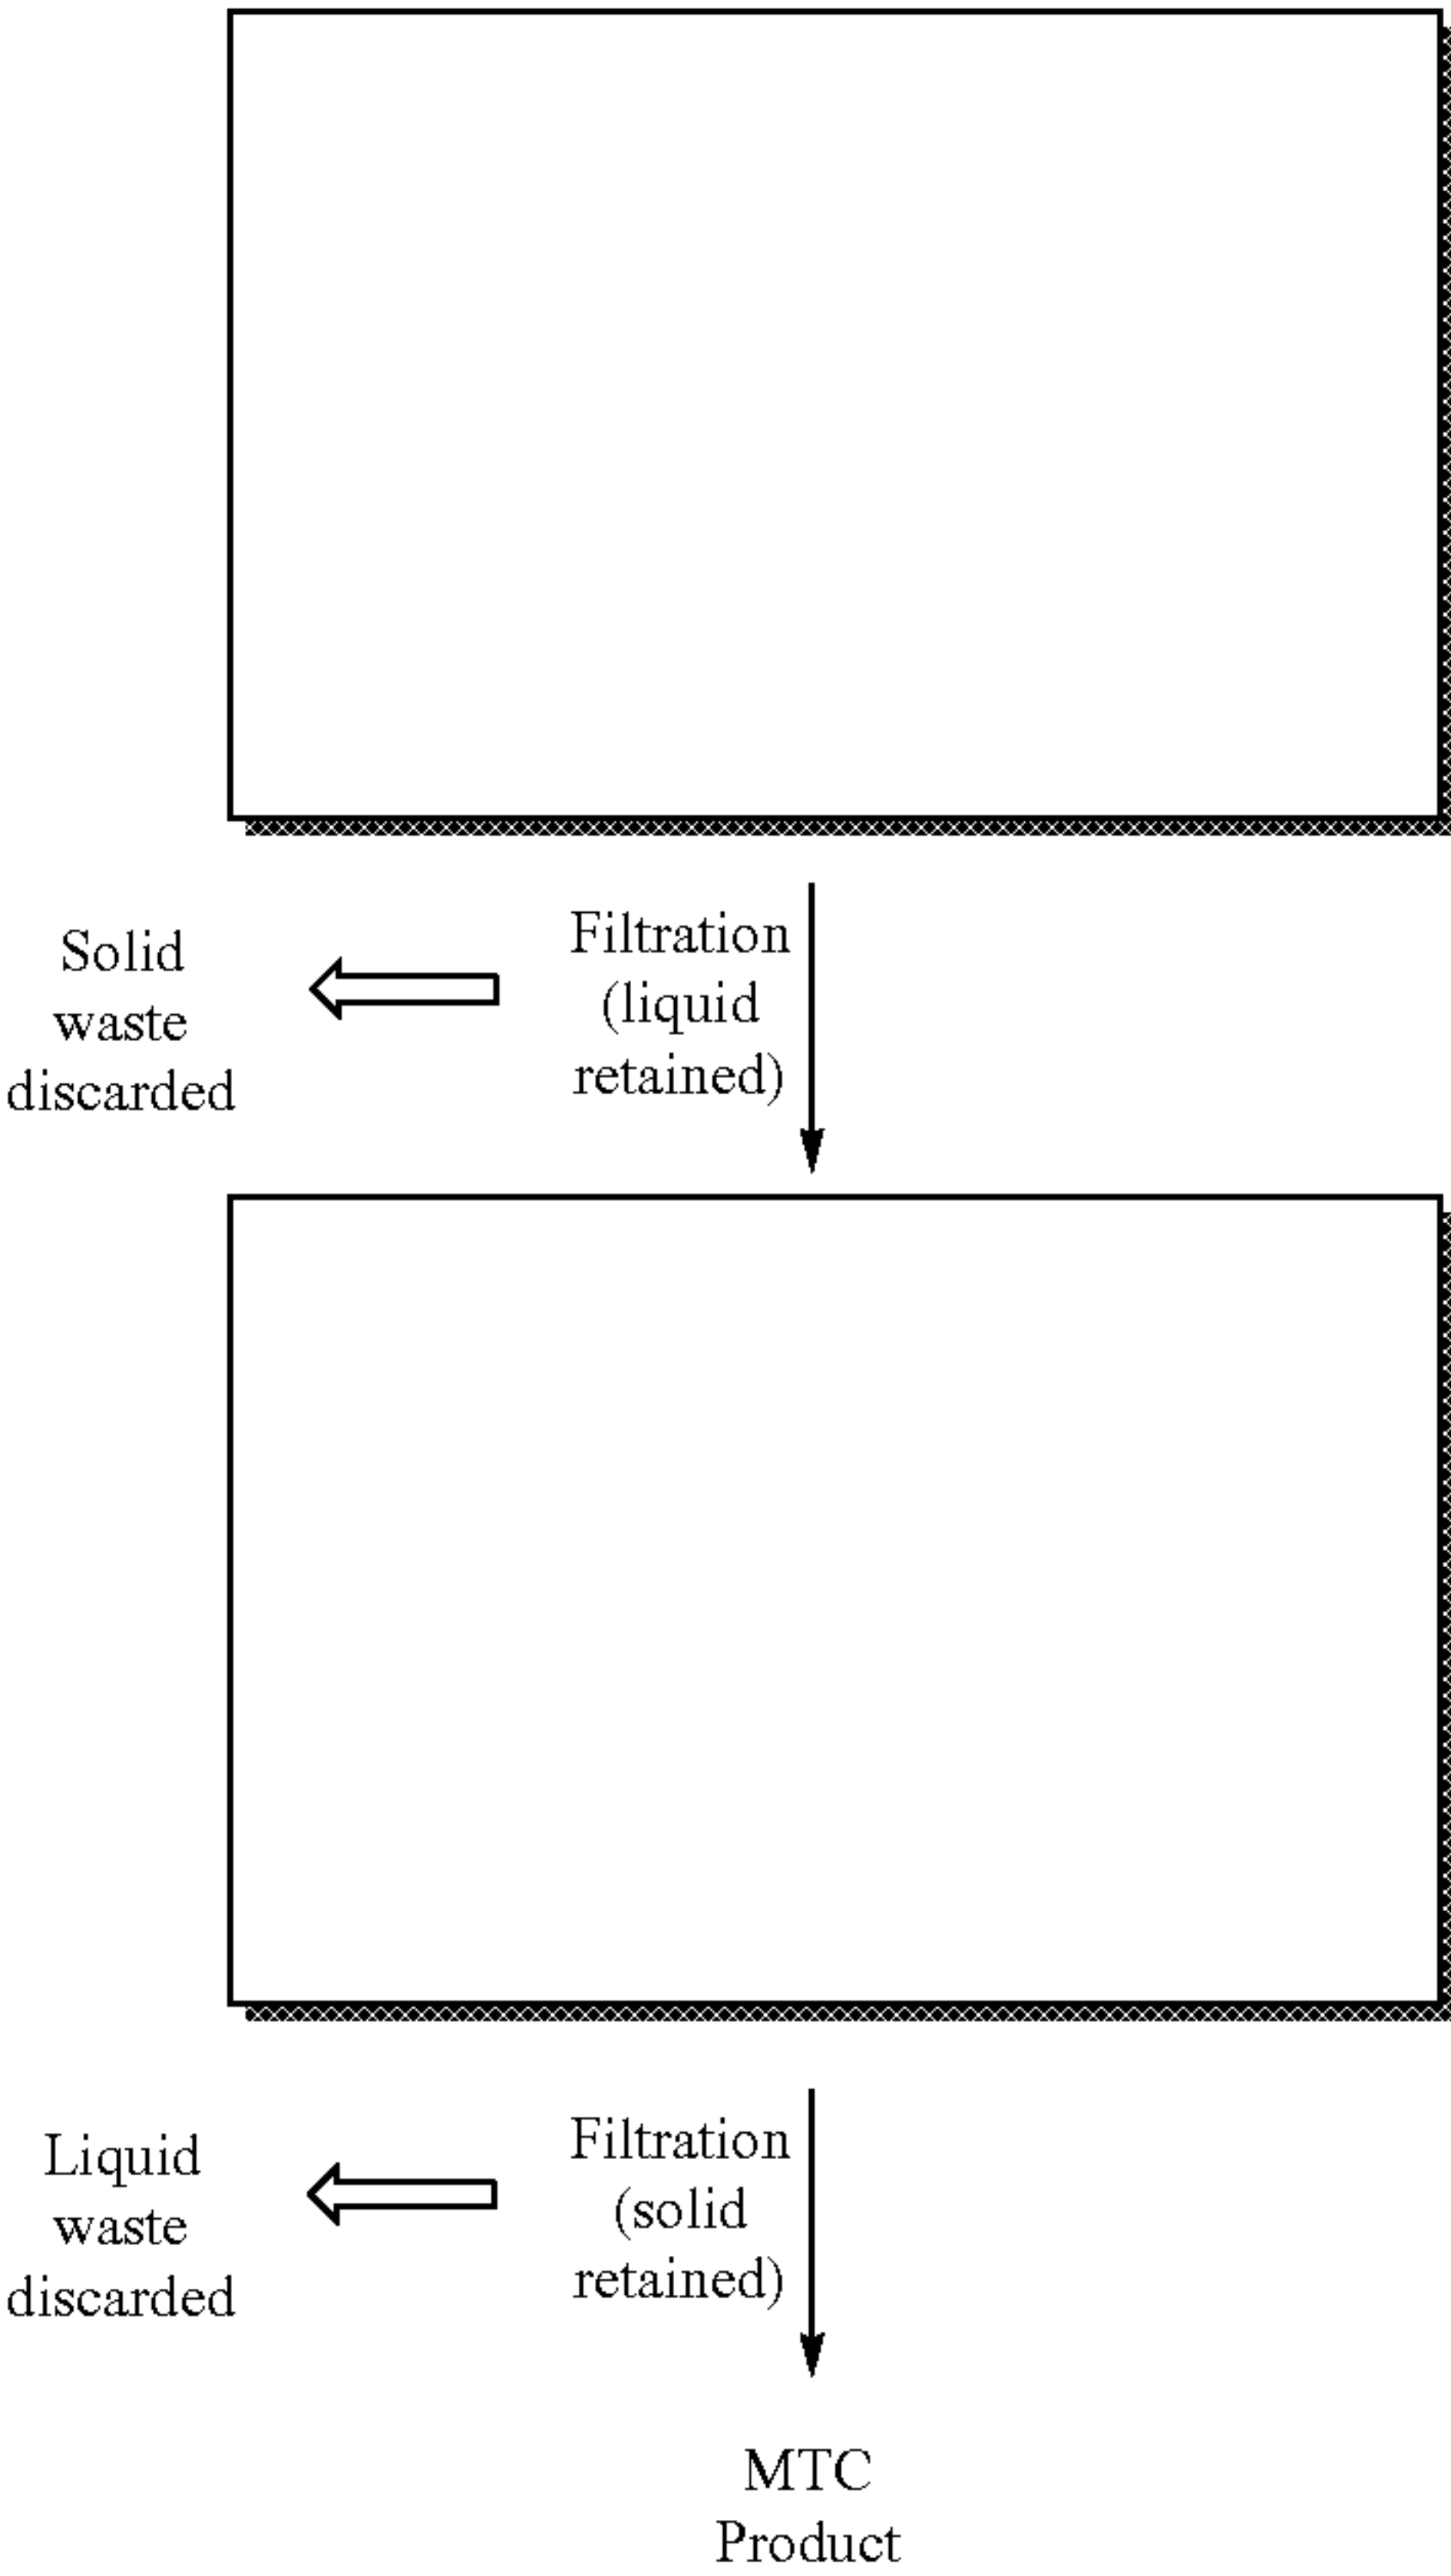 Solid
waste
discarded
Filtration
(liquid
retained)
Liquid
waste
discarded
Filtration
(solid
retained)
MTC
Product